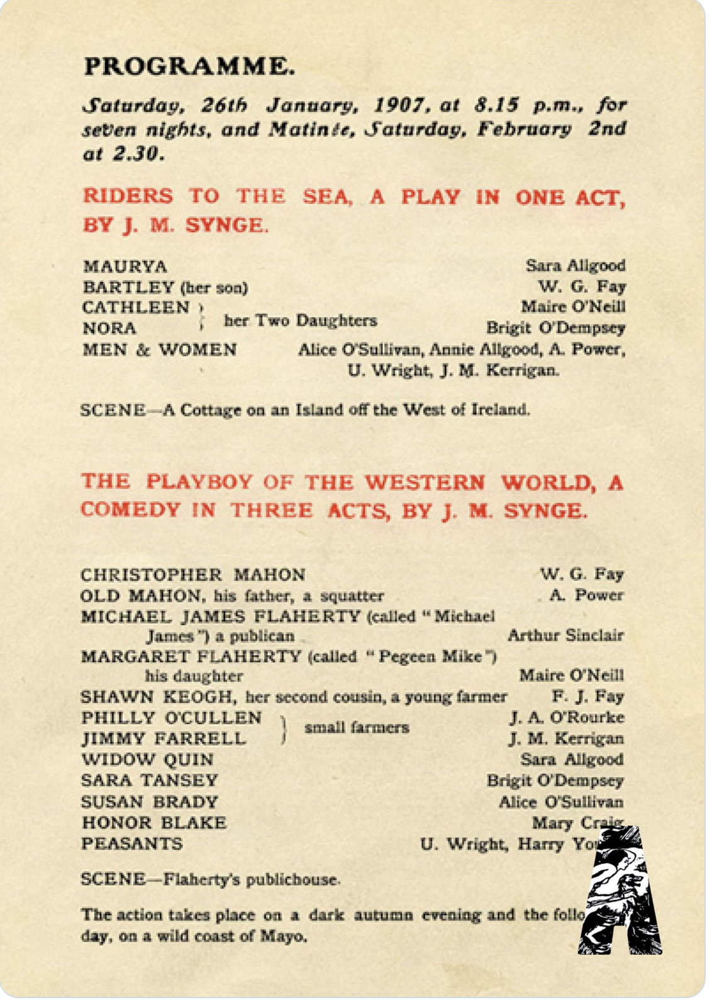 PROGRAMME.
Saturday, 26th January, 1907, at 8.15 p.m., for
seven nights, and Matinée, Saturday, February 2nd
at 2.30.
RIDERS TO THE SEA, A PLAY IN ONE ACT,
BY J. M. SYNGE.
MAURYA Sara Allgood
BARTLEY (her son) W. G. Fay
CATHLEEN } her Two Daughters Maire O'Neill
NORA Brigit O'Dempsey
MEN & WOMEN Alice O'Sullivan, Annie Allgood, A. Power,
U. Wright, J. M. Kerrigan.
SCENE—A Cottage on an Island off the West of Ireland.
THE PLAYBOY OF THE WESTERN WORLD, A
COMEDY IN THREE ACTS, BY J. M. SYNGE.
CHRISTOPHER MAHON W. G. Fay
OLD MAHON, his father, a squatter A. Power
MICHAEL JAMES FLAHERTY (called “Michael
James”) a publican Arthur Sinclair
MARGARET FLAHERTY (called “Pegeen Mike”)
his daughter Maire O'Neill
SHAWN KEOGH, her second cousin, a young farmer F. J. Fay
PHILLY O'CULLEN } small farmers J. A. O'Rourke
JIMMY FARRELL J. M. Kerrigan
WIDOW QUIN Sara Allgood
SARA TANSEY Brigit O'Dempsey
SUSAN BRADY Alice O'Sullivan
HONOR BLAKE Mary Craig
PEASANTS U. Wright, Harry
SCENE—Flaherty's publichouse.
The action takes place on a dark autumn evening and the
day, on a wild coast of Mayo.